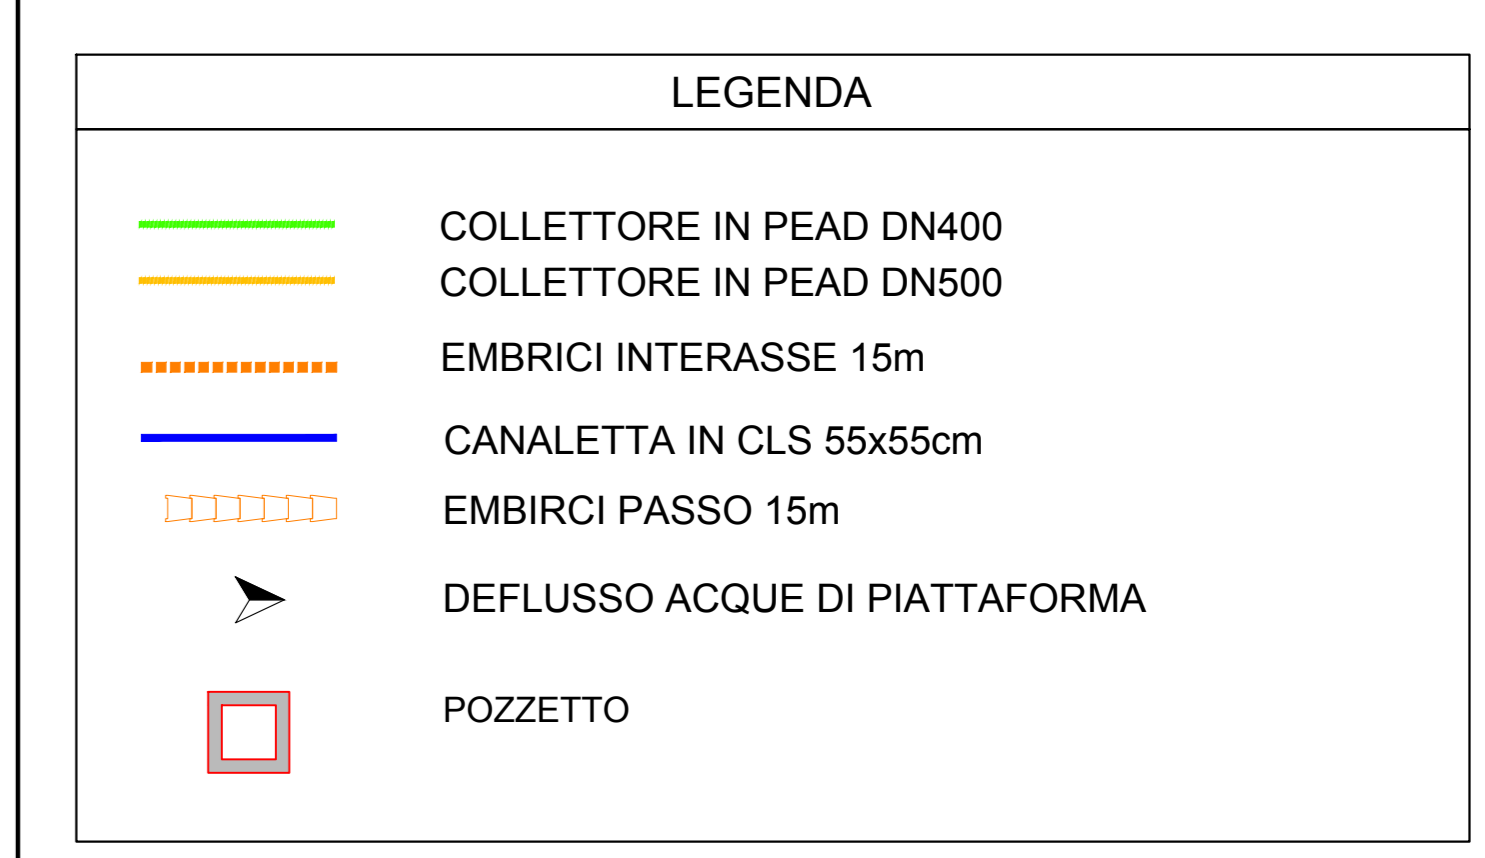 LEGENDA
COLLETTORE IN PEAD DN400
COLLETTORE IN PEAD DN500
EMBRICI INTERASSE 15m
CANALETTA IN CLS 55x55cm
EMBIRCI PASSO 15m
DEFLUSSO ACQUE DI PIATTAFORMA
POZZETTO